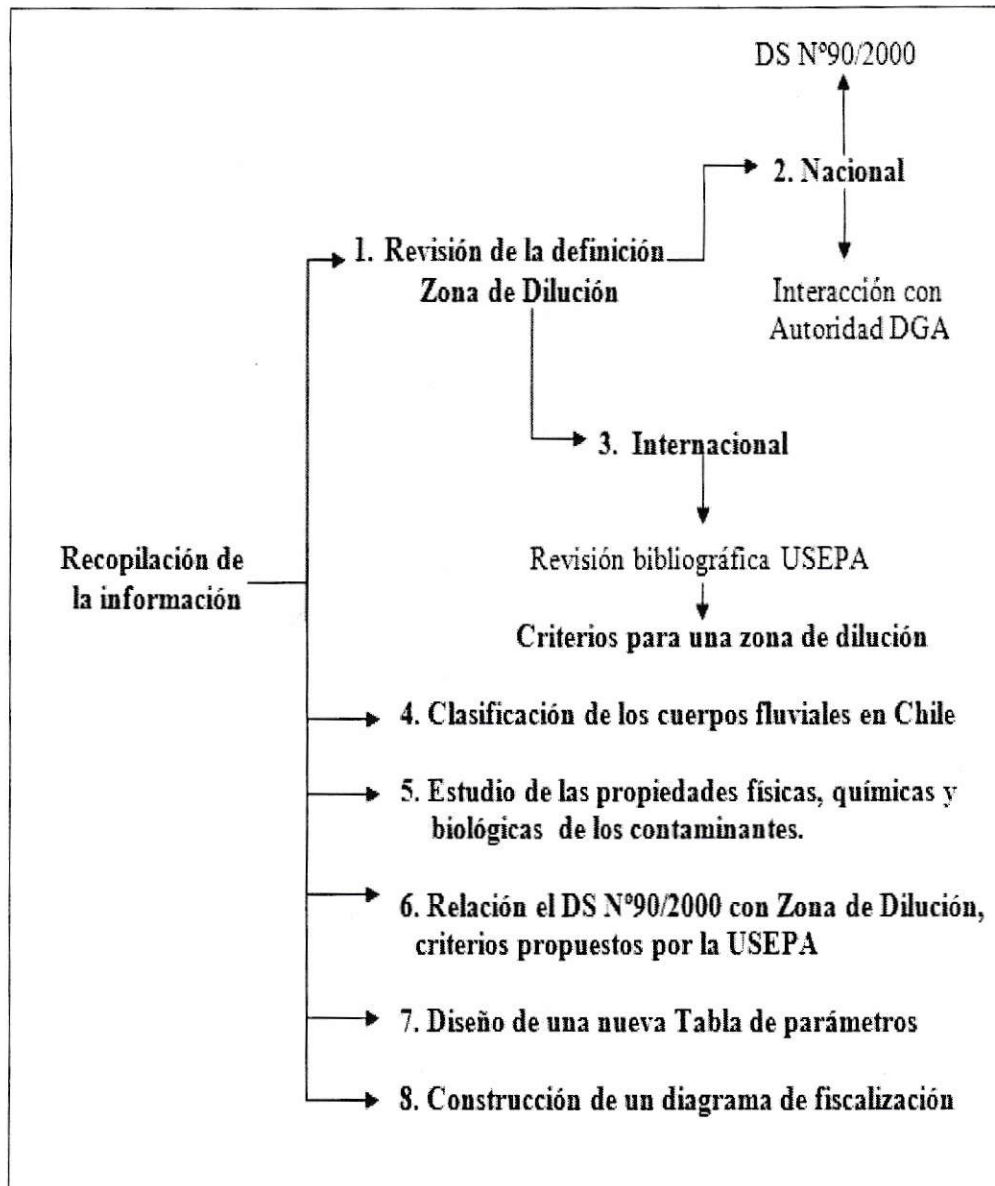 DS Nº90/2000
2. Nacional
1. Revisión de la definición
Zona de Dilución
Interacción con
Autoridad DGA
3. Internacional
Recopilación de
la información
Revisión bibliográfica USEPA
Criterios para una zona de dilución
4. Clasificación de los cuerpos fluviales en Chile
5. Estudio de las propiedades físicas, químicas y
biológicas de los contaminantes.
6. Relación el DS Nº90/2000 con Zona de Dilución,
criterios propuestos por la USEPA
7. Diseño de una nueva Tabla de parámetros
8. Construcción de un diagrama de fiscalización